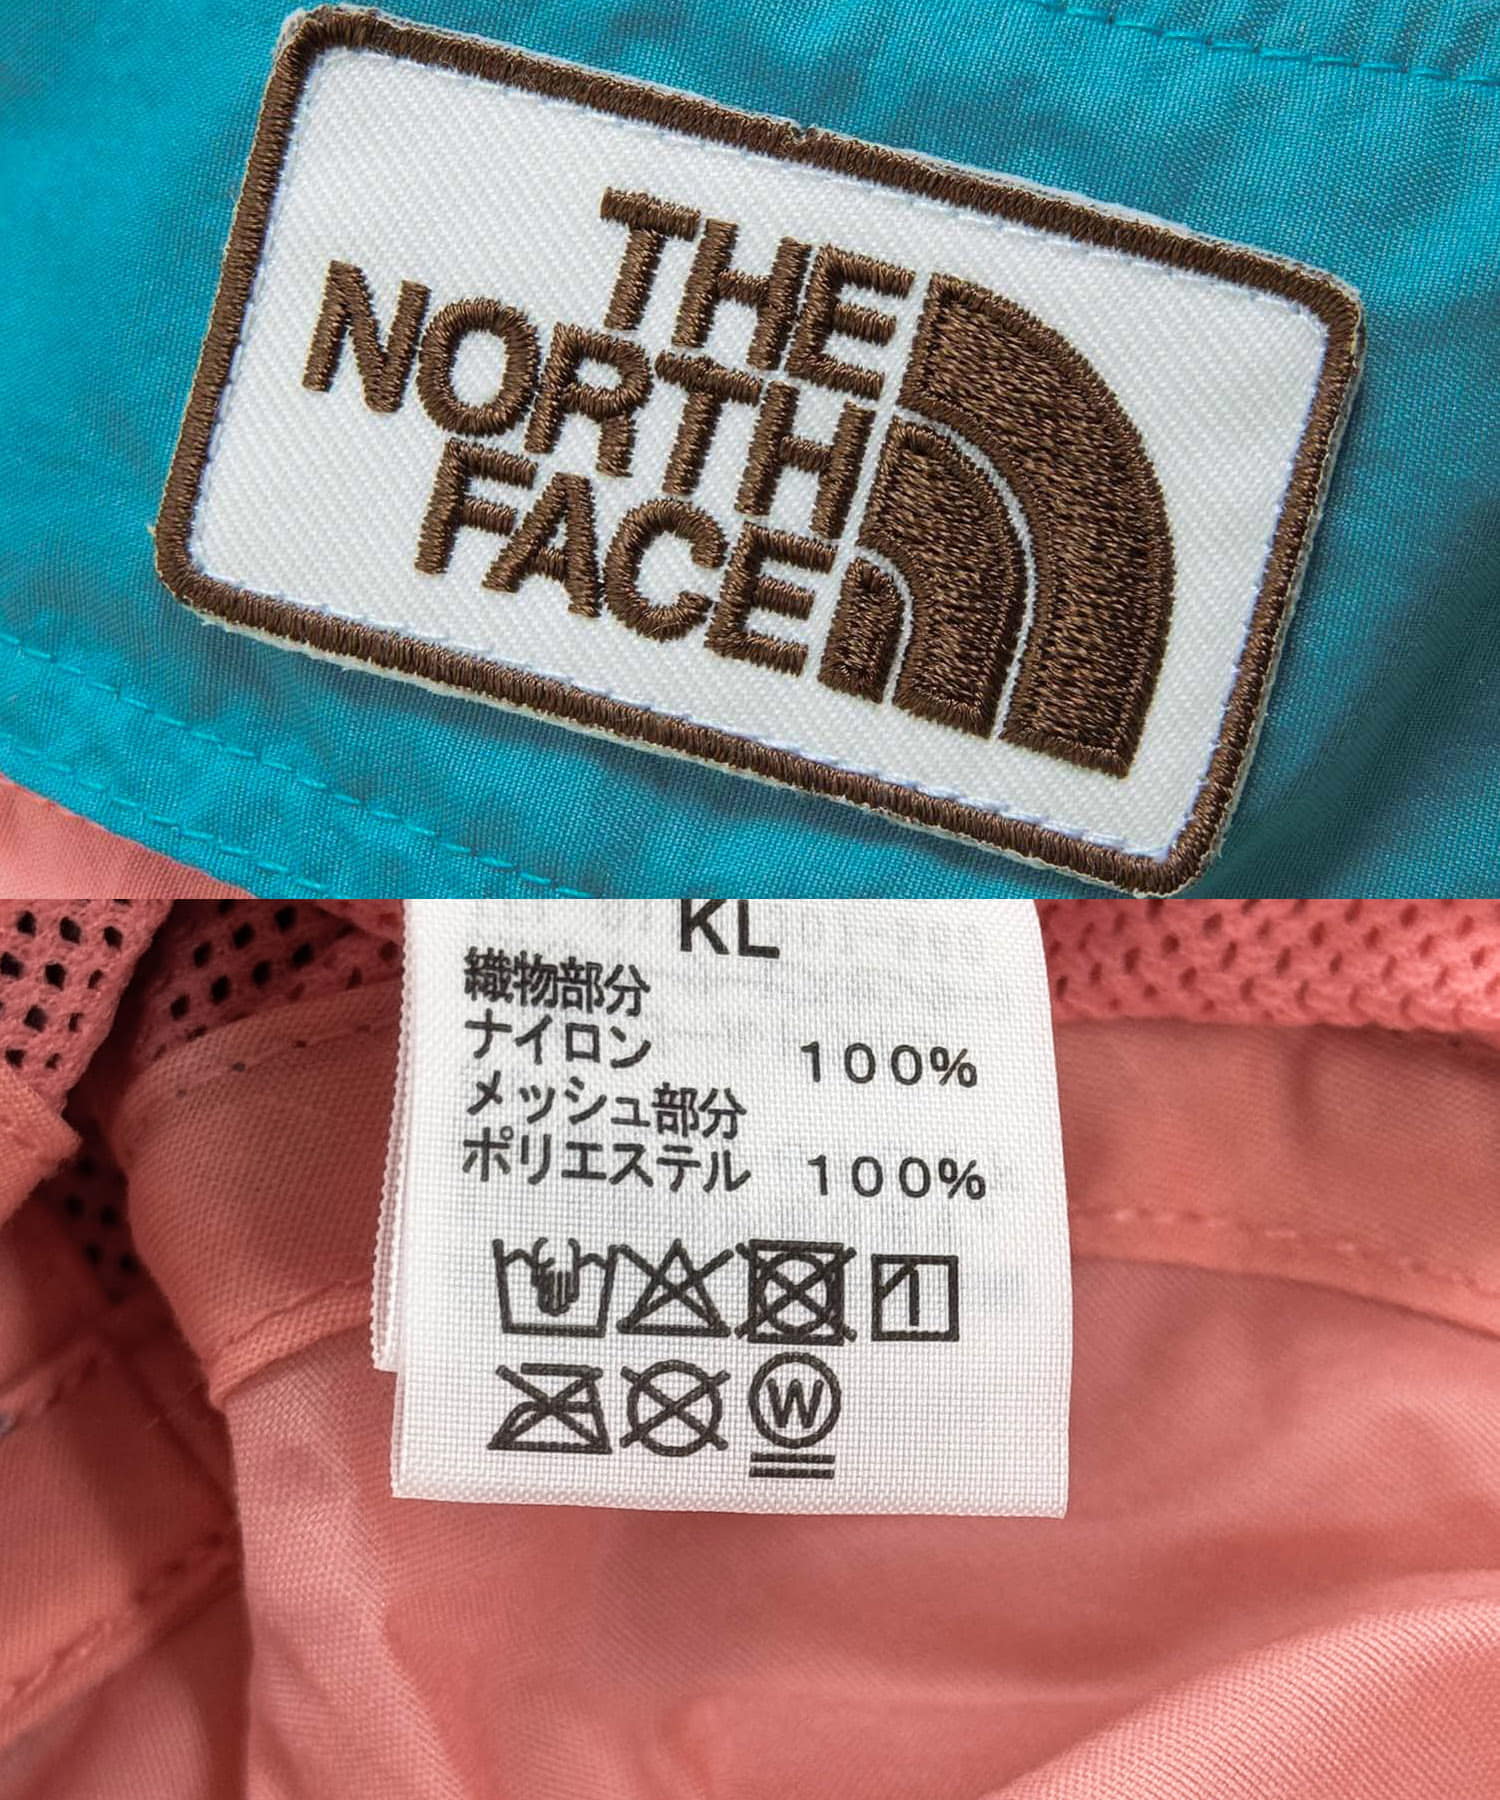 THE
NORTH
FACE
KL
織物部分
ナイロン 100%
メッシュ部分
ポリエステル 100%
W